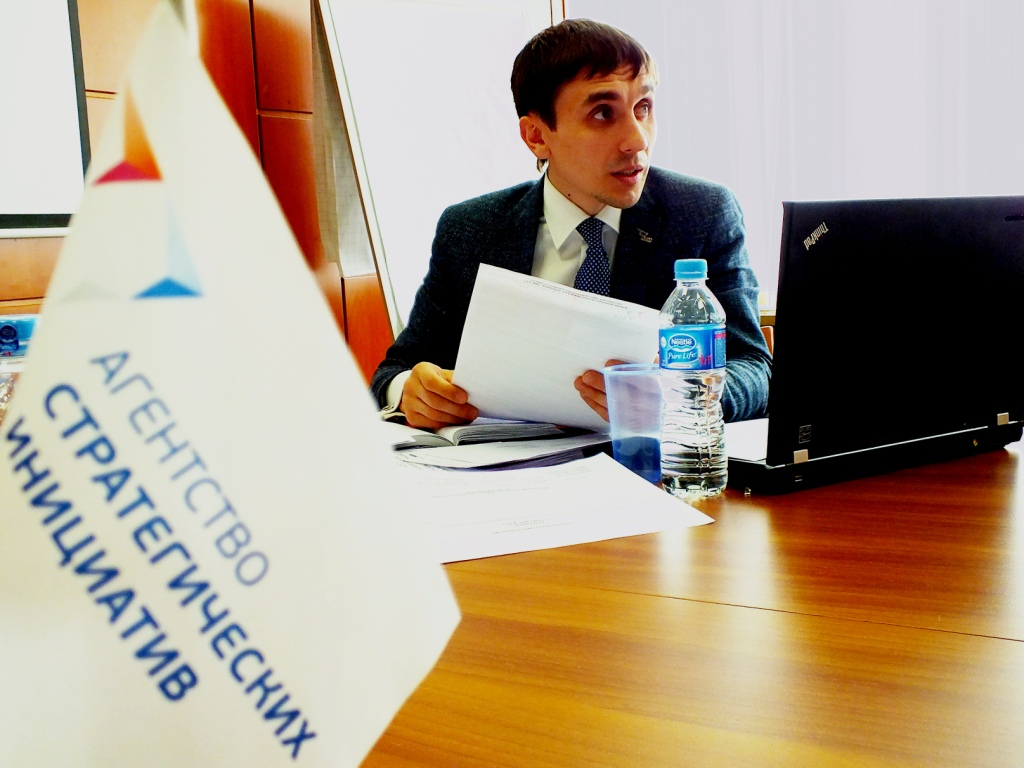 АГЕНТСТВО
СТРАТЕГИЧЕСКИХ
ИНИЦИАТИВ
Nestlé
Pure Life
ThinkPad